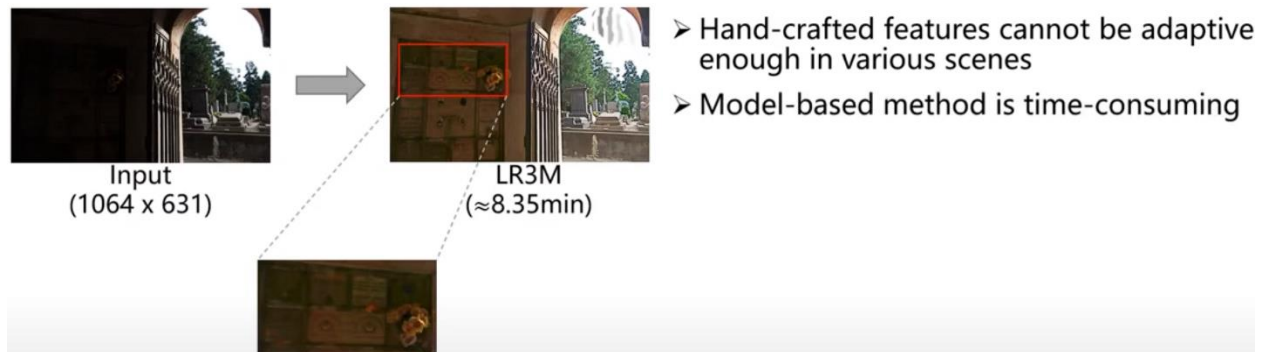 Input
(1064 x 631)
LR3M
(≈8.35min)
➢ Hand-crafted features cannot be adaptive
enough in various scenes
➢ Model-based method is time-consuming